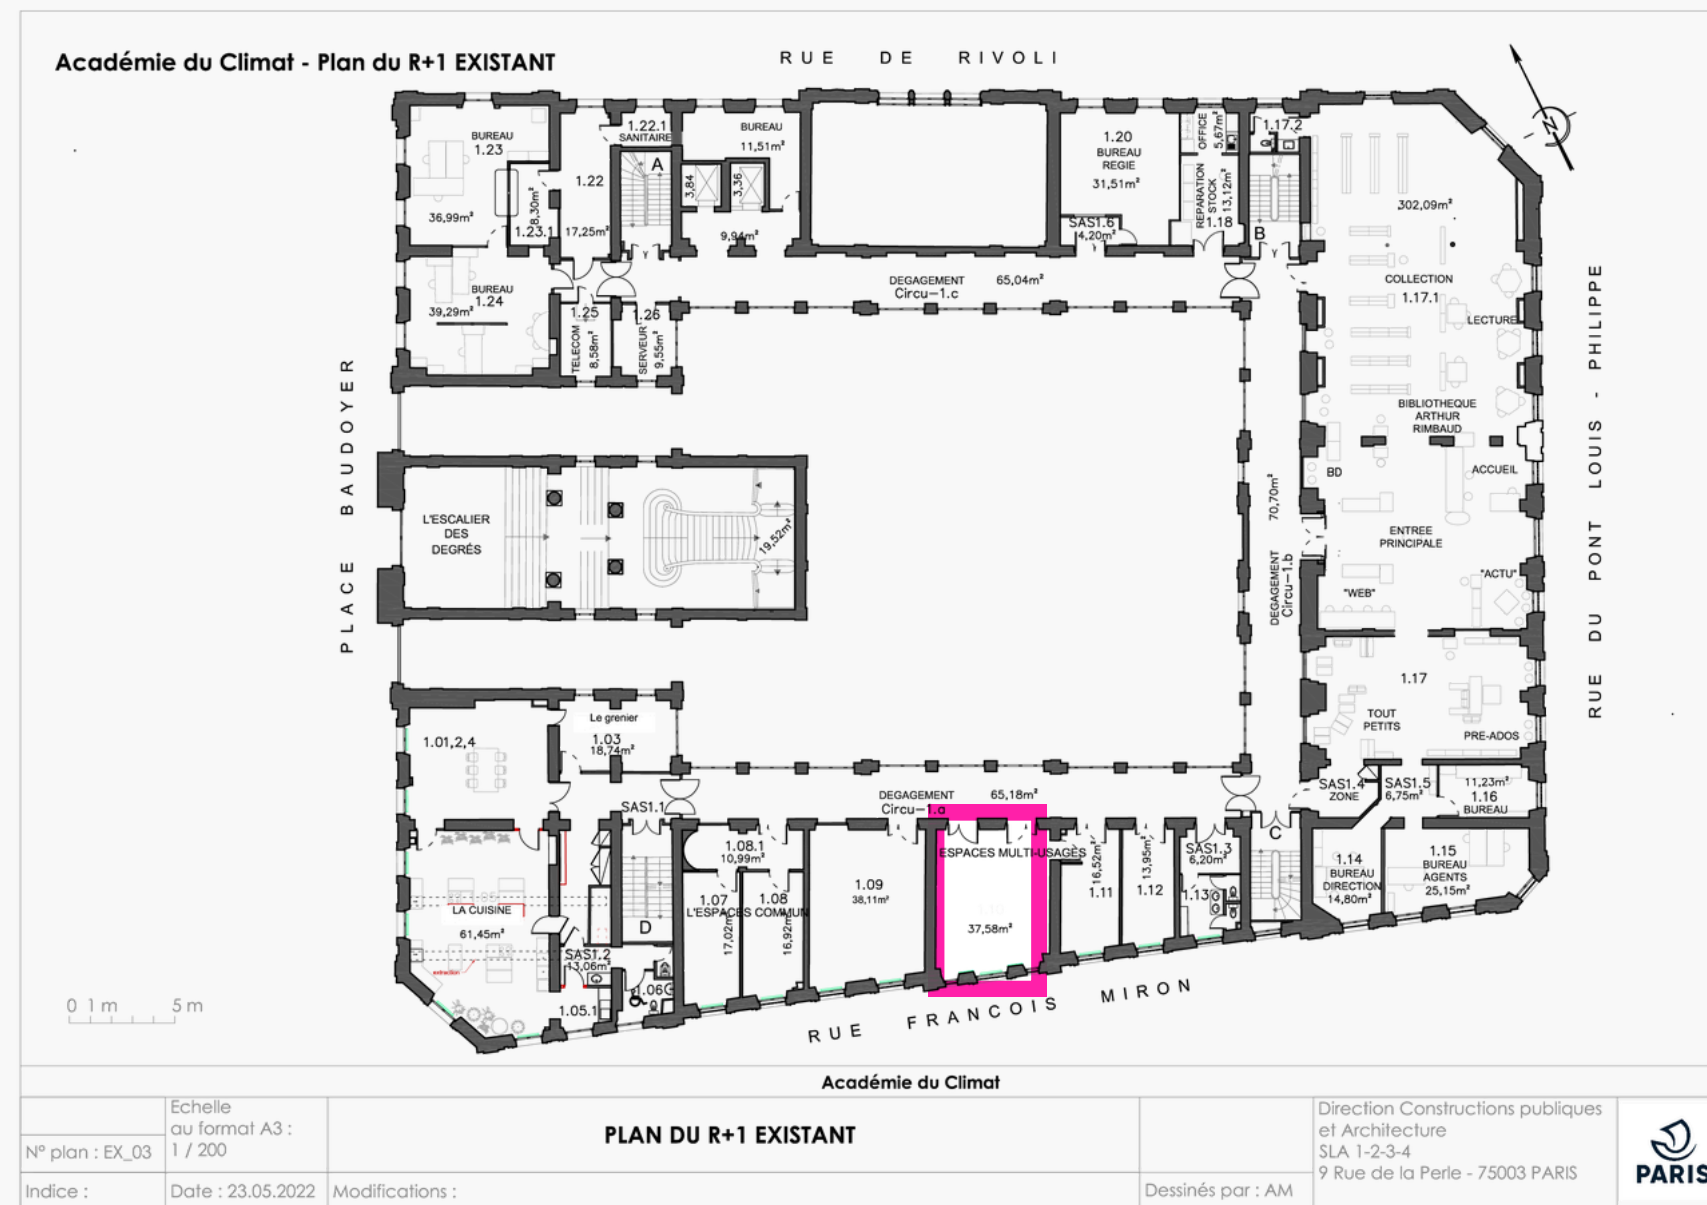 Académie du Climat - Plan du R+1 EXISTANT
RUE DE RIVOLI
N
BUREAU
1.23
36,99m²
8,30m²
1.23.1
1.22
17,25m²
1.22.1
SANITAIRE
A
BUREAU
11,51m²
3,84
3,36
9,94m²
1.20
BUREAU
REGIE
31,51m²
SAS1.6
4,20m²
OFFICE
5,67m²
REPARATION
STOCK
13,12m²
1.18
1.17.2
B
302,09m²
COLLECTION
1.17.1
LECTURE
BIBLIOTHEQUE
ARTHUR
RIMBAUD
BD
ACCUEIL
ENTREE
PRINCIPALE
"ACTU"
"WEB"
BUREAU
1.24
39,29m²
1.25
TELECOM
8,58m²
1.26
SERVEUR
9,55m²
DEGAGEMENT
Circu-1.c
65,04m²
PLACE BAUDOYER
RUE DU PONT LOUIS - PHILIPPE
L'ESCALIER
DES
DEGRÉS
19,52m²
70,70m²
DEGAGEMENT
Circu-1.b
1.17
TOUT
PETITS
PRE-ADOS
Le grenier
1.03
18,74m²
1.01,2,4
SAS1.1
DEGAGEMENT
Circu-1.a
65,18m²
SAS1.4
ZONE
SAS1.5
6,75m²
11,23m²
1.16
BUREAU
LA CUISINE
61,45m²
extraction
SAS1.2
13,06m²
1.05.1
1.06
D
1.08.1
10,99m²
1.07
1.08
L'ESPACES COMMUN
17,02m²
16,92m²
1.09
38,11m²
ESPACES MULTI-USAGES
37,58m²
16,52m²
1.11
13,95m²
1.12
SAS1.3
6,20m²
1.13
C
1.14
BUREAU
DIRECTION
14,80m²
1.15
BUREAU
AGENTS
25,15m²
RUE FRANCOIS MIRON
0 1 m 5 m
Académie du Climat
N° plan : EX_03
Echelle
au format A3 :
1 / 200
PLAN DU R+1 EXISTANT
Direction Constructions publiques
et Architecture
SLA 1-2-3-4
9 Rue de la Perle - 75003 PARIS
PARIS
Indice :
Date : 23.05.2022
Modifications :
Dessinés par : AM